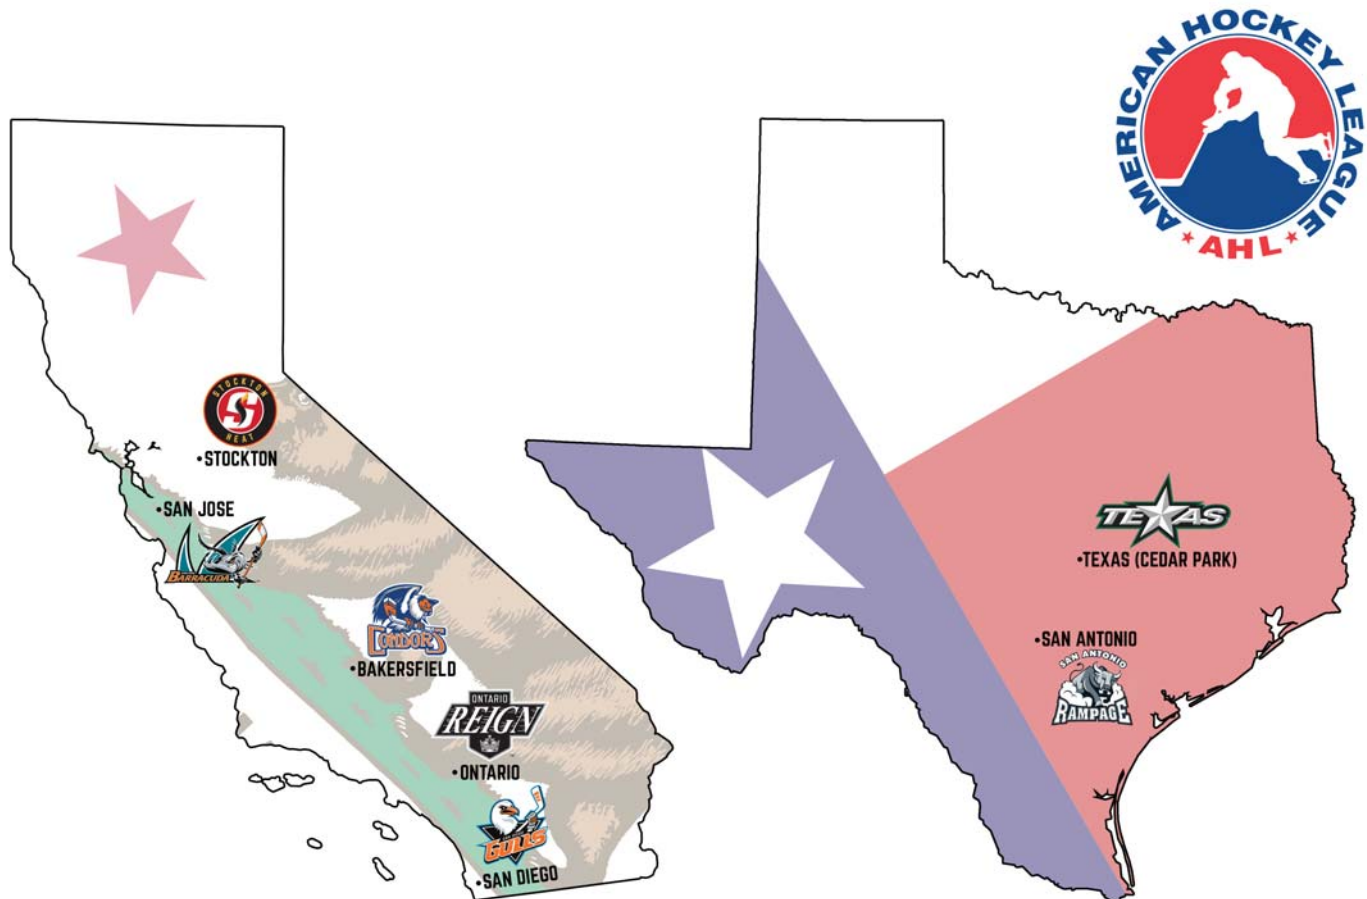 AMERICAN HOCKEY LEAGUE
AHL
STOCKTON
HEAT
•STOCKTON
•SAN JOSE
BARRACUDA
CONDORS
•BAKERSFIELD
ONTARIO
REIGN
•ONTARIO
GULLS
•SAN DIEGO
TEXAS
•TEXAS (CEDAR PARK)
•SAN ANTONIO
SAN ANTONIO
RAMPAGE